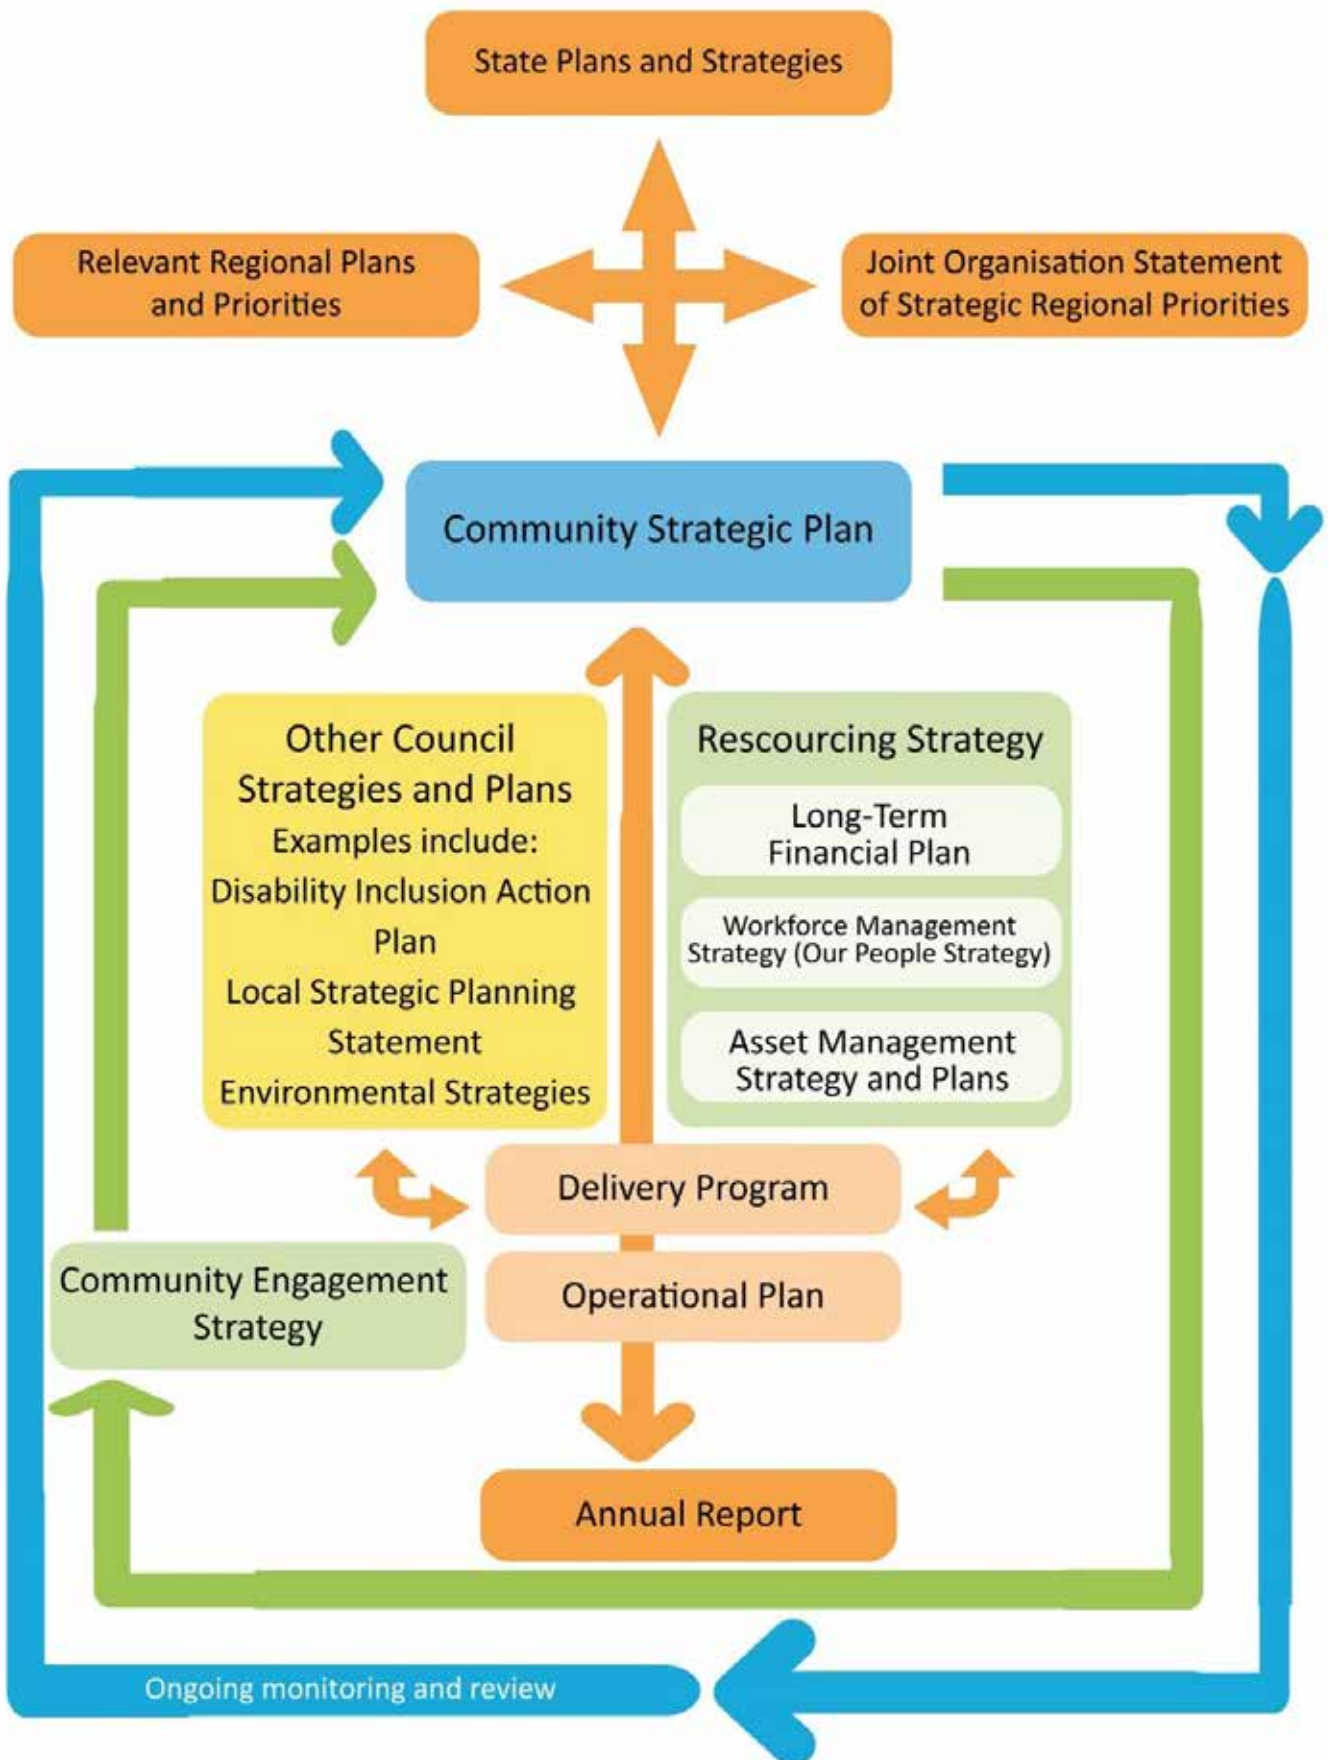 State Plans and Strategies
Relevant Regional Plans
and Priorities
Joint Organisation Statement
of Strategic Regional Priorities
Community Strategic Plan
Other Council
Strategies and Plans
Examples include:
Disability Inclusion Action
Plan
Local Strategic Planning
Statement
Environmental Strategies
Rescourcing Strategy
Long-Term
Financial Plan
Workforce Management
Strategy (Our People Strategy)
Asset Management
Strategy and Plans
Delivery Program
Community Engagement
Strategy
Operational Plan
Annual Report
Ongoing monitoring and review